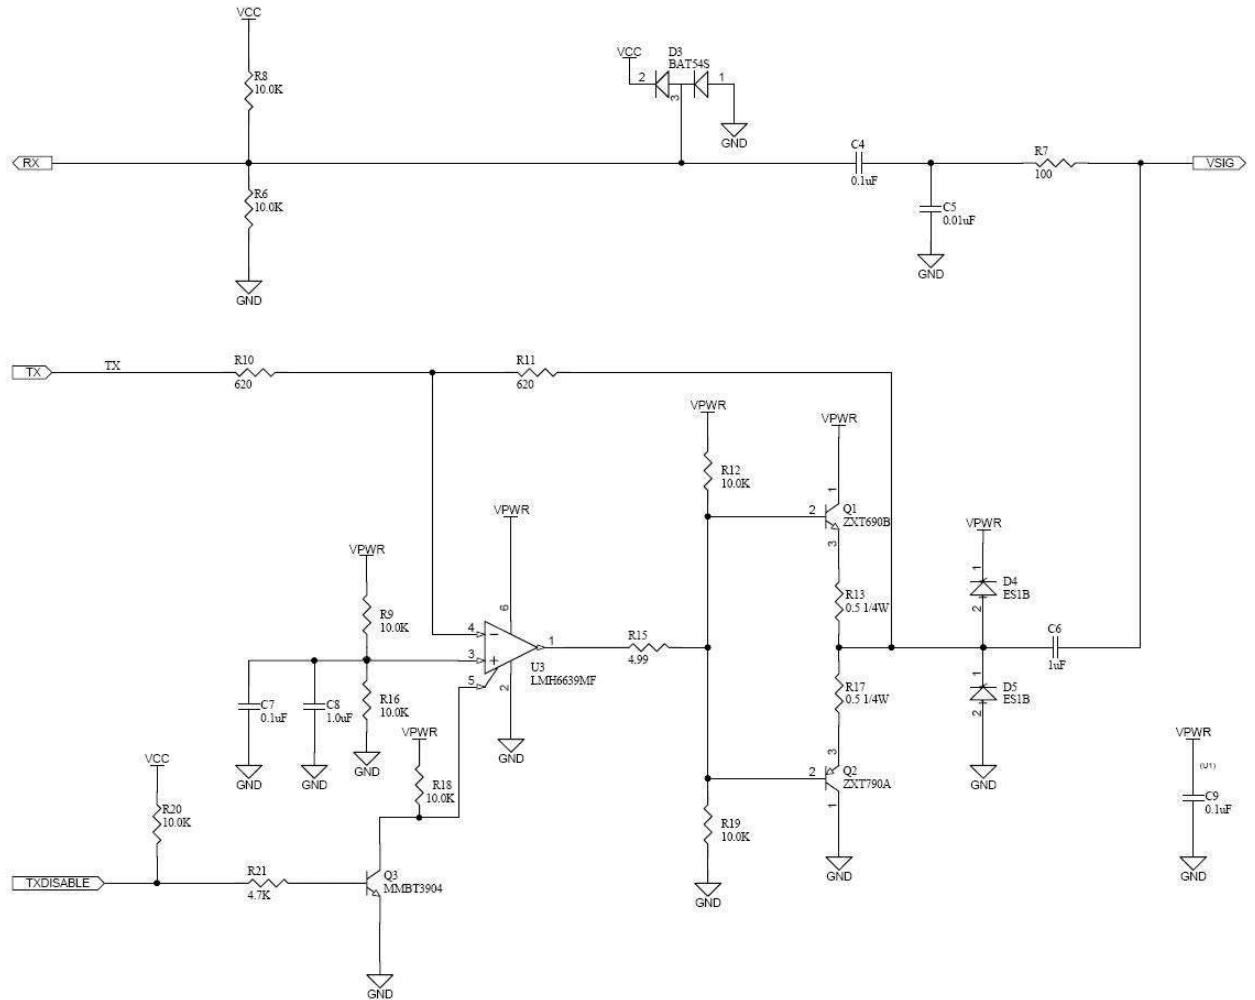 VCC
R8
10.0K
VCC
D3
BAT54S
2
3
1
GND
RX
C4
0.1uF
R7
100
VSIG
R6
10.0K
C5
0.01uF
GND
GND
TX
TX
R10
620
R11
620
VPWR
VPWR
R12
10.0K
1
2
Q1
ZXT690B
3
VPWR
VPWR
VPWR
1
D4
ES1B
2
R9
10.0K
6
R13
0.5 1/4W
4
3
5
1
2
U3
LMH6639MF
R15
4.99
C6
1uF
C7
0.1uF
C8
1.0uF
R16
10.0K
R17
0.5 1/4W
1
D5
ES1B
2
VPWR
GND
VPWR
GND
GND
GND
VCC
R18
10.0K
3
2
Q2
ZXT790A
1
GND
(U1)
C9
0.1uF
R20
10.0K
R19
10.0K
GND
GND
TXDISABLE
R21
4.7K
Q3
MMBT3904
GND
GND